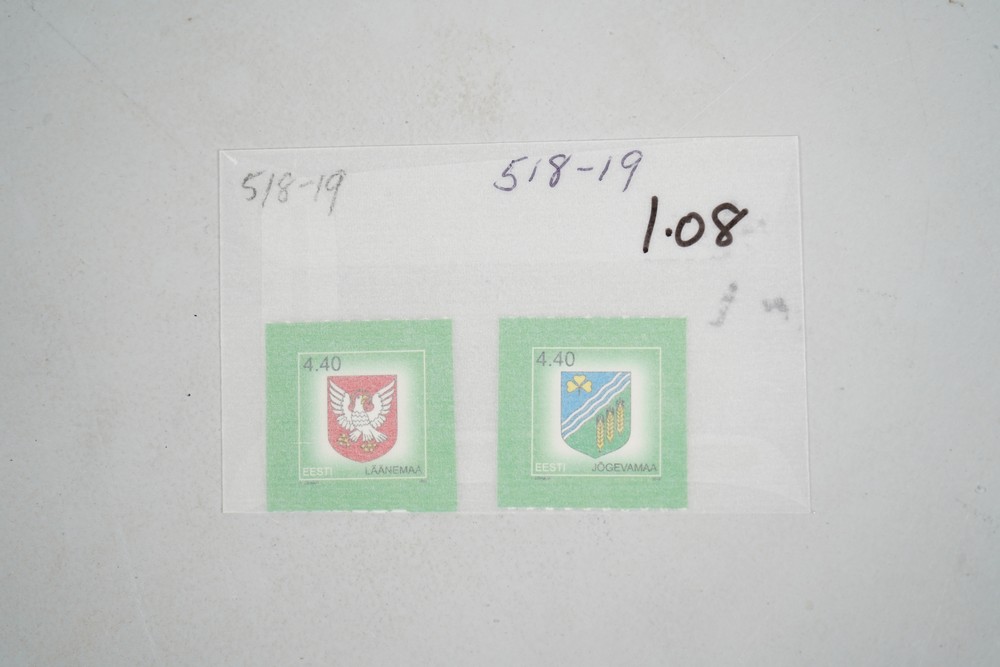 518-19
518-19
1.08
4.40
EESTI LÄÄNEMAA
4.40
EESTI JÕGEVAMAA